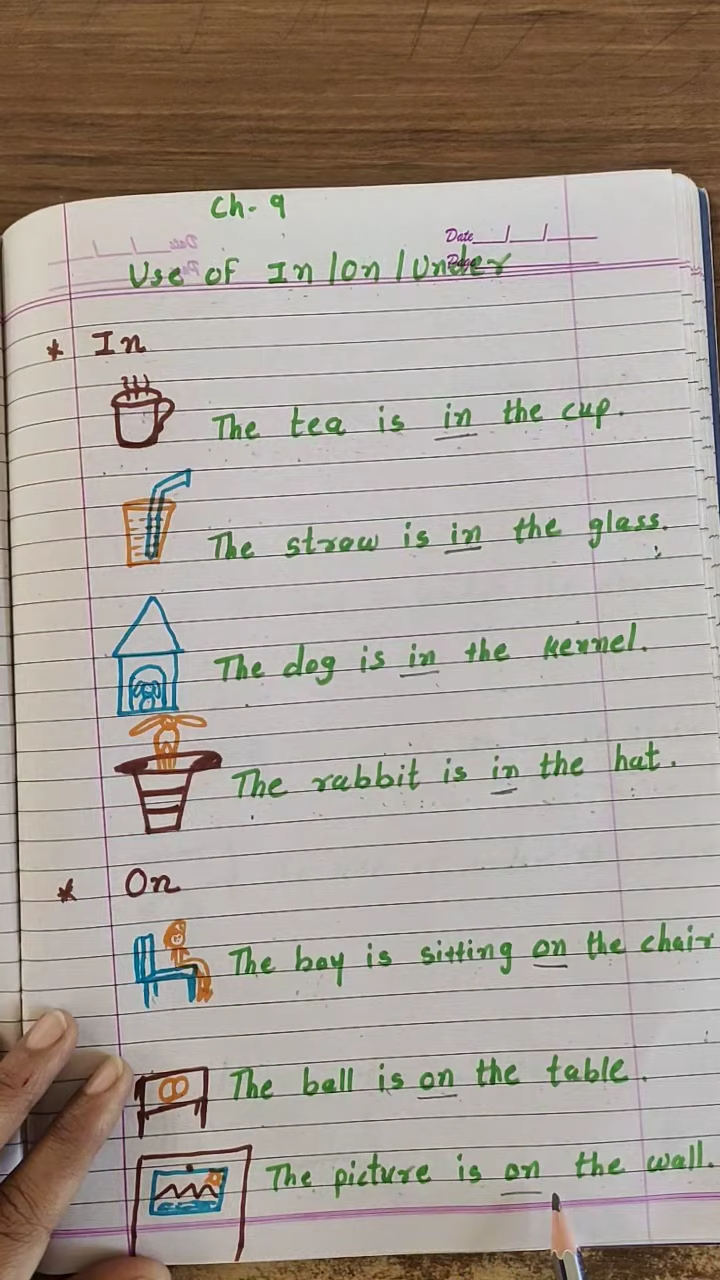 Ch- 9
Date
Page
Use of In/On/Under
* In
The tea is in the cup.
The straw is in the glass.
The dog is in the kennel.
The rabbit is in the hat.
* On
The boy is sitting on the chair
The ball is on the table.
The picture is on the wall.